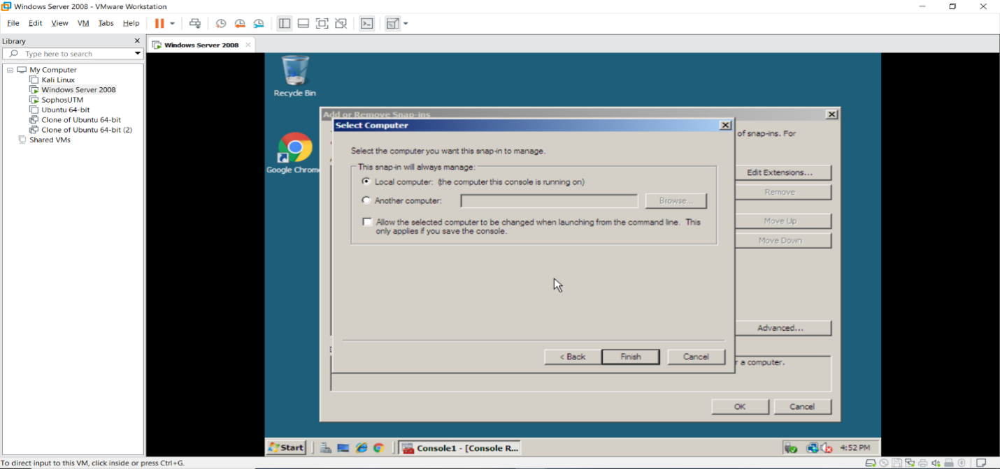 Windows Server 2008 - VMware Workstation
File Edit View VM Tabs Help
Library
Type here to search
My Computer
Kali Linux
Windows Server 2008
SophosUTM
Ubuntu 64-bit
Clone of Ubuntu 64-bit
Clone of Ubuntu 64-bit (2)
Shared VMs
Windows Server 2008
Recycle Bin
Google Chrom
Add or Remove Snap-ins
of snap-ins. For
Edit Extensions...
Remove
Move Up
Move Down
Advanced...
r a computer.
OK Cancel
Select Computer
Select the computer you want this snap-in to manage.
This snap-in will always manage:
Local computer: (the computer this console is running on)
Another computer: Browse...
Allow the selected computer to be changed when launching from the command line. This
only applies if you save the console.
< Back Finish Cancel
Start Console1 - [Console R... 4:52 PM
To direct input to this VM, click inside or press Ctrl+G.